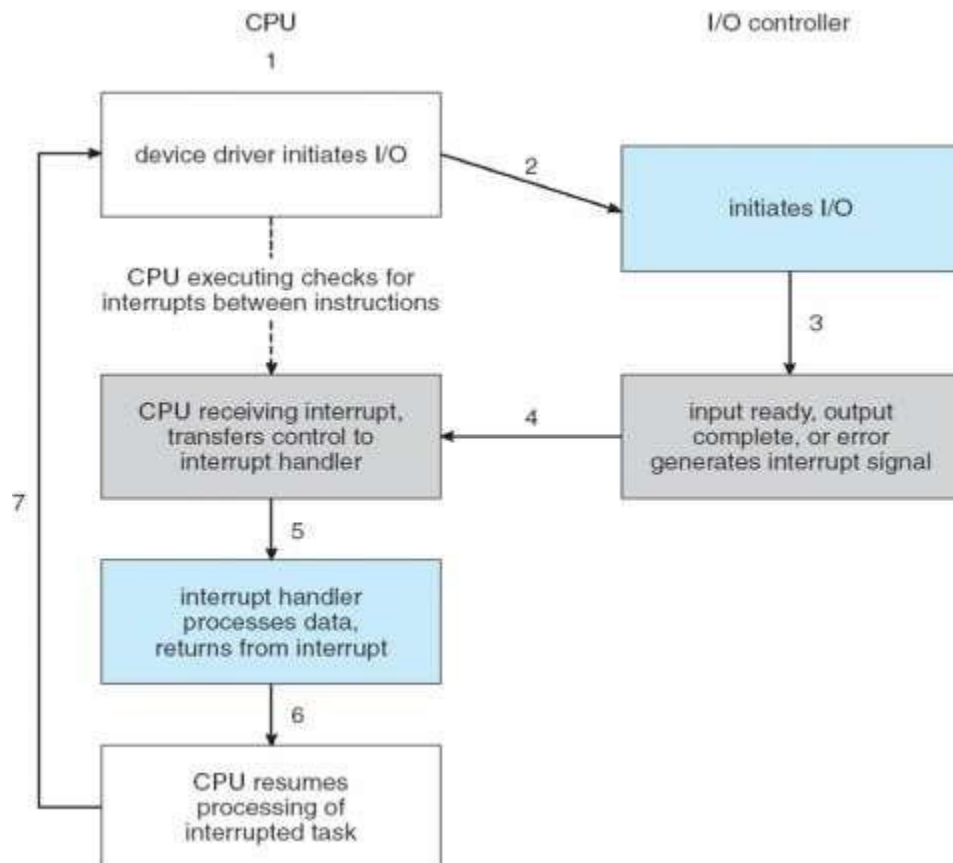 CPU
I/O controller
1
device driver initiates I/O
2
initiates I/O
CPU executing checks for
interrupts between instructions
3
CPU receiving interrupt,
transfers control to
interrupt handler
4
input ready, output
complete, or error
generates interrupt signal
7
5
interrupt handler
processes data,
returns from interrupt
6
CPU resumes
processing of
interrupted task